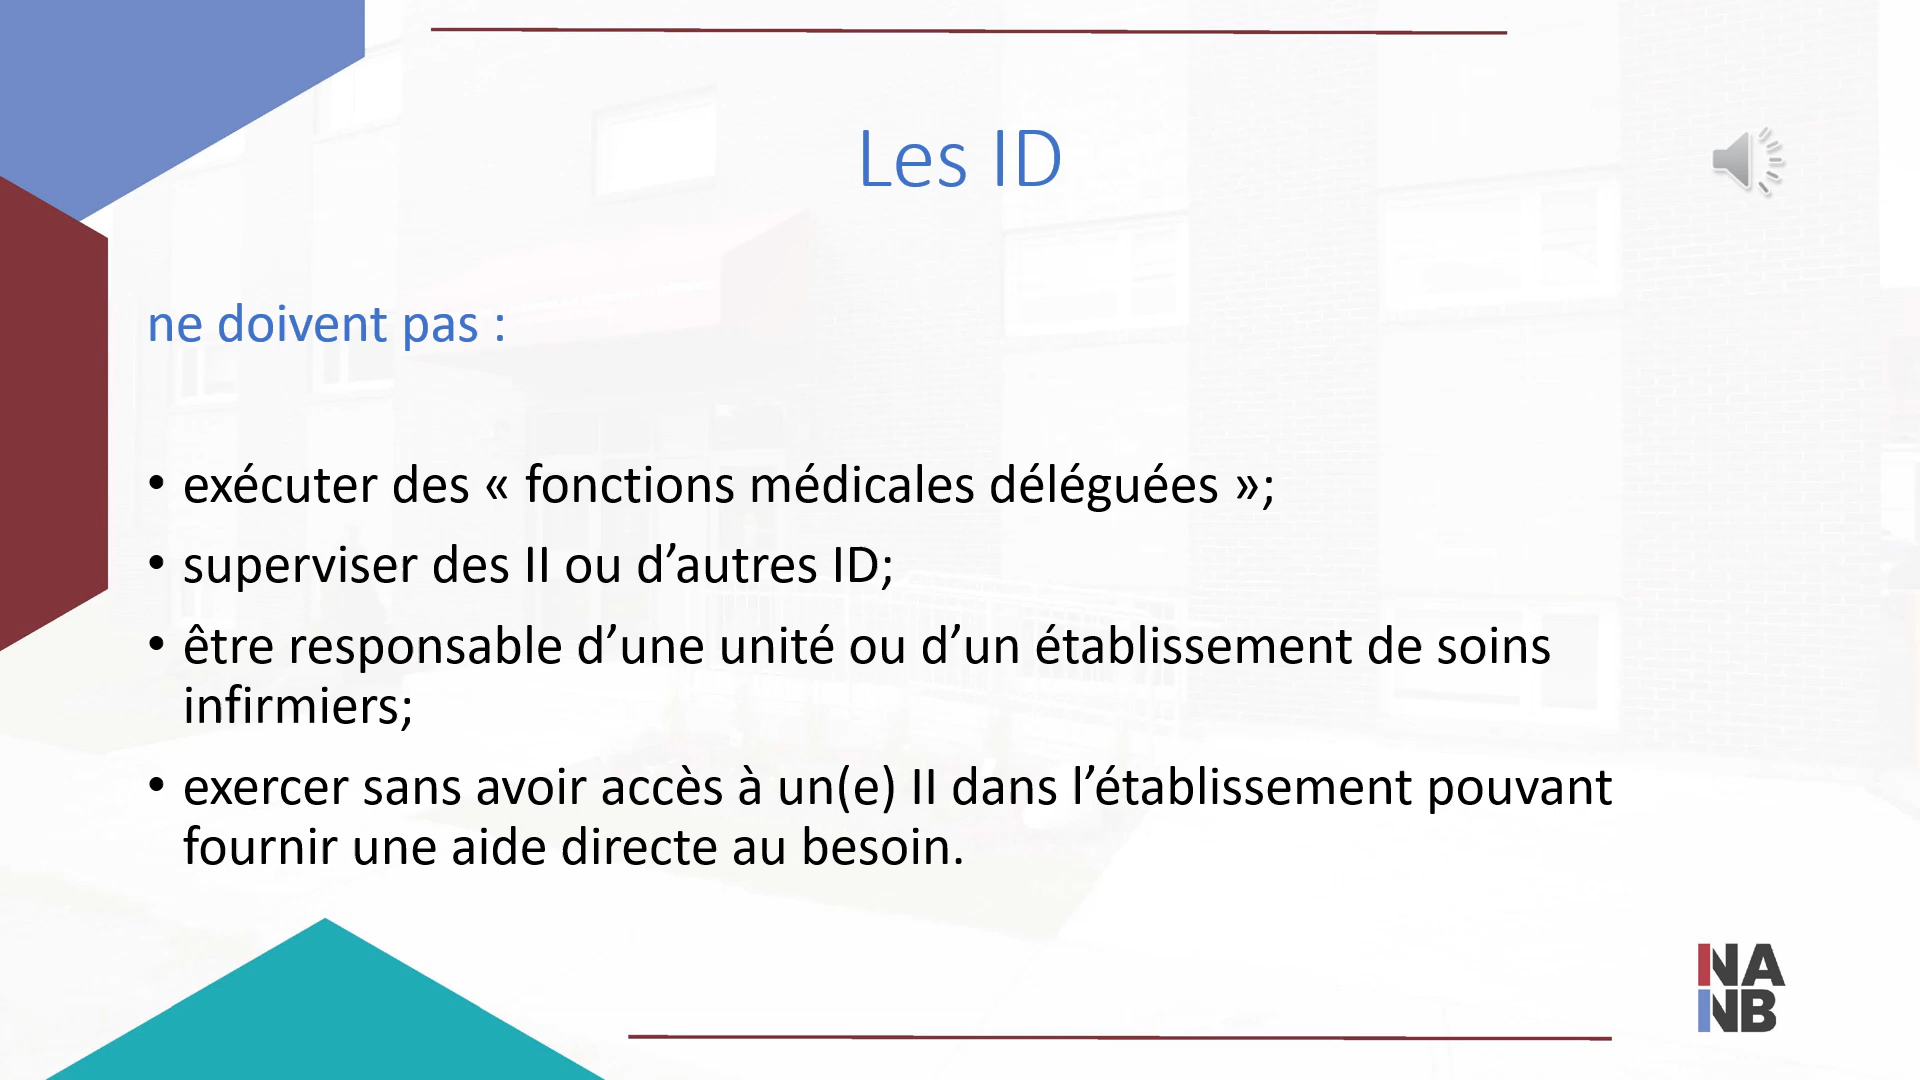 Les ID
ne doivent pas :
• exécuter des « fonctions médicales déléguées »;
• superviser des II ou d’autres ID;
• être responsable d’une unité ou d’un établissement de soins
infirmiers;
• exercer sans avoir accès à un(e) II dans l’établissement pouvant
fournir une aide directe au besoin.
NA
NB